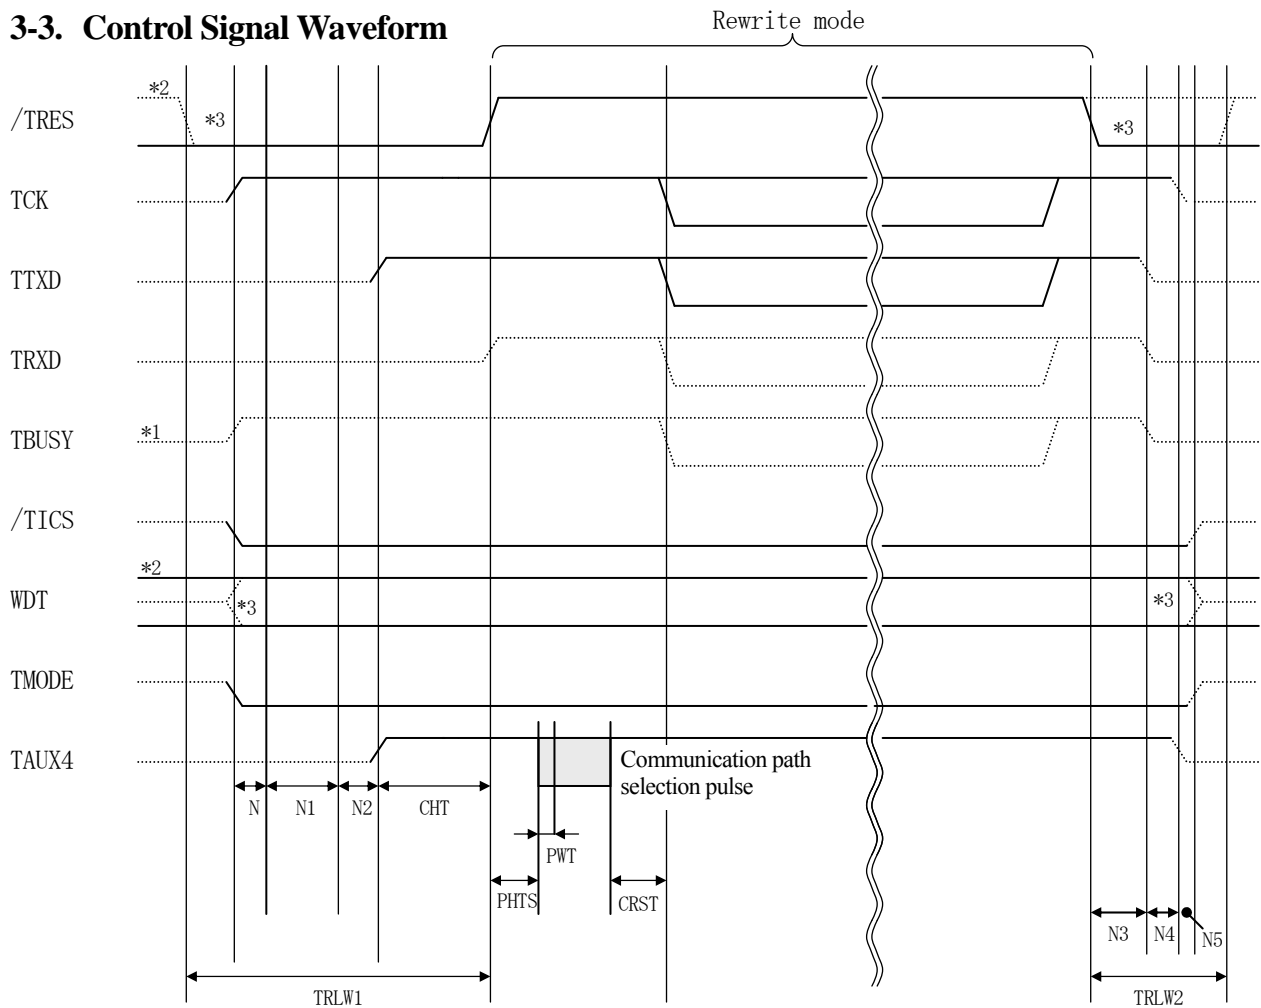 3-3. Control Signal Waveform
Rewrite mode
*2
/TRES
*3
*3
TCK
TTXD
TRXD
*1
TBUSY
/TICS
*2
WDT
*3
*3
TMODE
TAUX4
Communication path
selection pulse
N
N1
N2
CHT
PWT
PHTS
CRST
N3
N4
N5
TRLW1
TRLW2